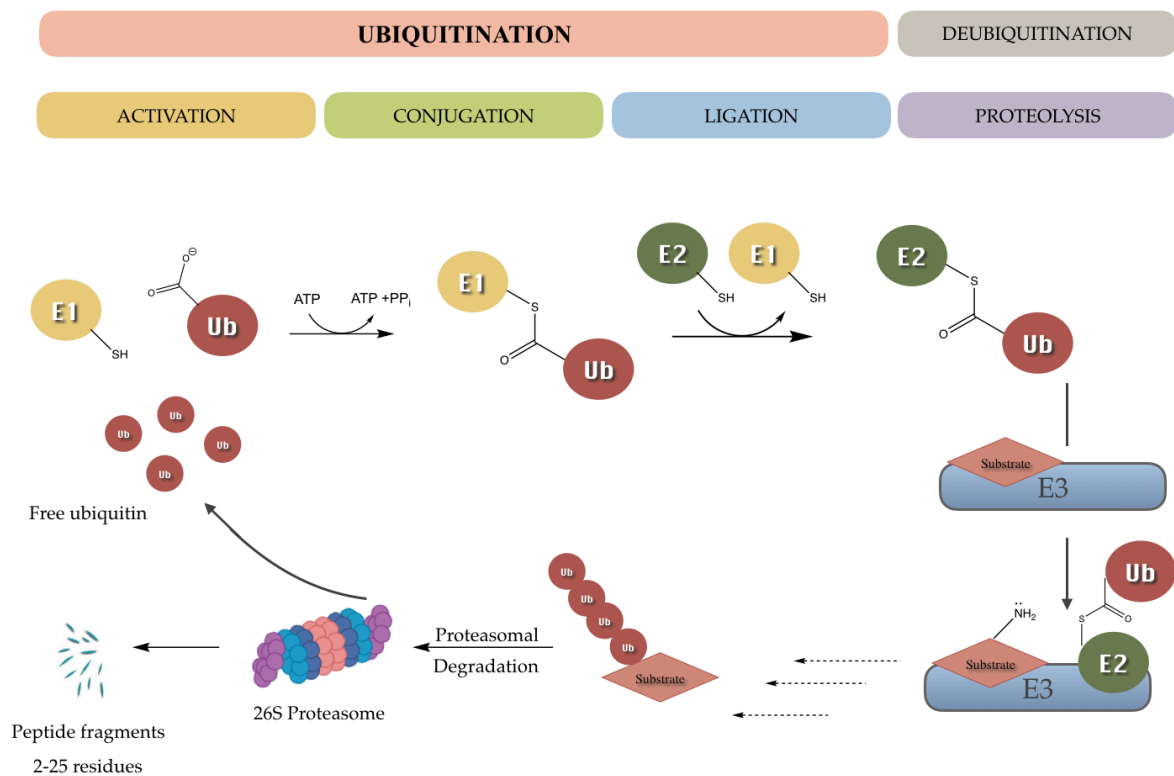 UBIQUITINATION
DEUBIQUITINATION
ACTIVATION
CONJUGATION
LIGATION
PROTEOLYSIS
E1
SH
O⊖
O
Ub
ATP
ATP +PPi
E1
S
O
Ub
E2
SH
E1
SH
E2
S
O
Ub
Ub
Ub
Ub
Ub
Free ubiquitin
Substrate
E3
Ub
Ub
Ub
Ub
Substrate
Proteasomal
Degradation
26S Proteasome
Peptide fragments
2-25 residues
Ub
O
S
N̈H2
Substrate
E2
E3